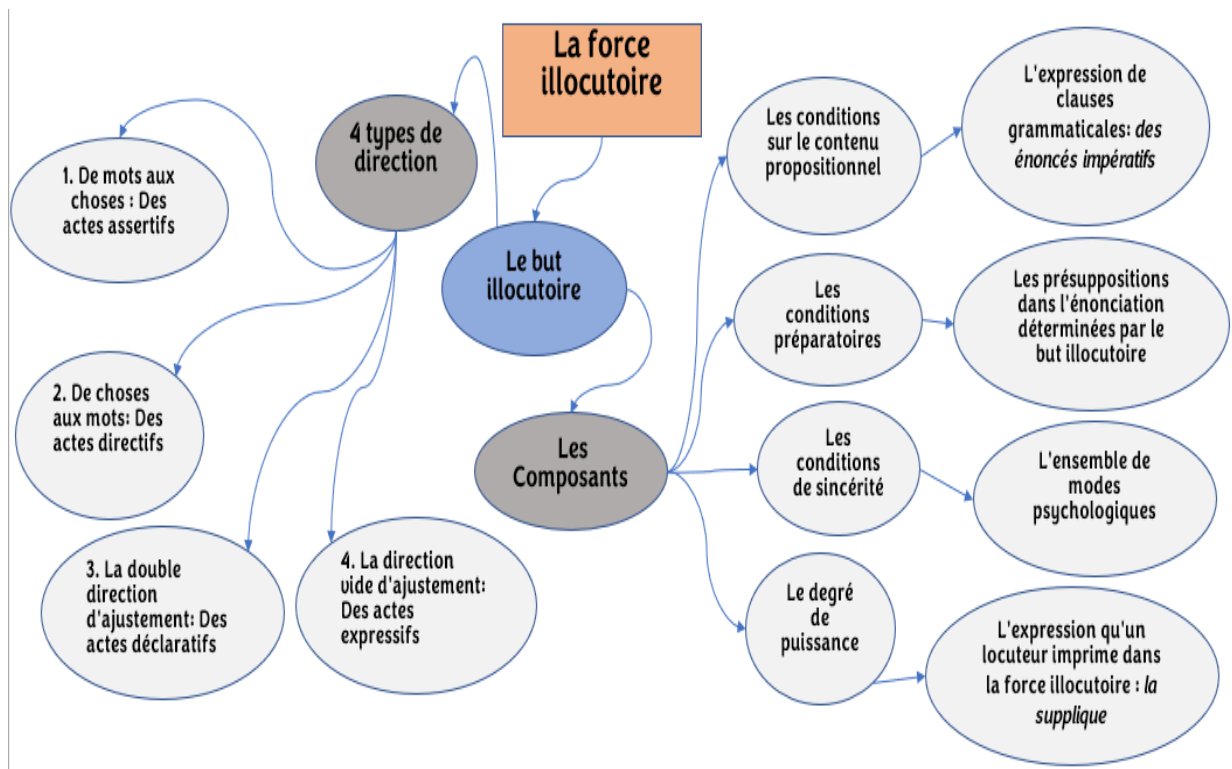 La force
illocutoire
4 types de
direction
1. De mots aux
choses : Des
actes assertifs
Le but
illocutoire
2. De choses
aux mots: Des
actes directifs
3. La double
direction
d'ajustement: Des
actes déclaratifs
4. La direction
vide d'ajustement:
Des actes
expressifs
Les
Composants
Les conditions
sur le contenu
propositionnel
L'expression de
clauses
grammaticales: des
énoncés impératifs
Les
conditions
préparatoires
Les présuppositions
dans l'énonciation
déterminées par le
but illocutoire
Les
conditions
de sincérité
L'ensemble de
modes
psychologiques
Le degré de
puissance
L'expression qu'un
locuteur imprime dans
la force illocutoire : la
supplique